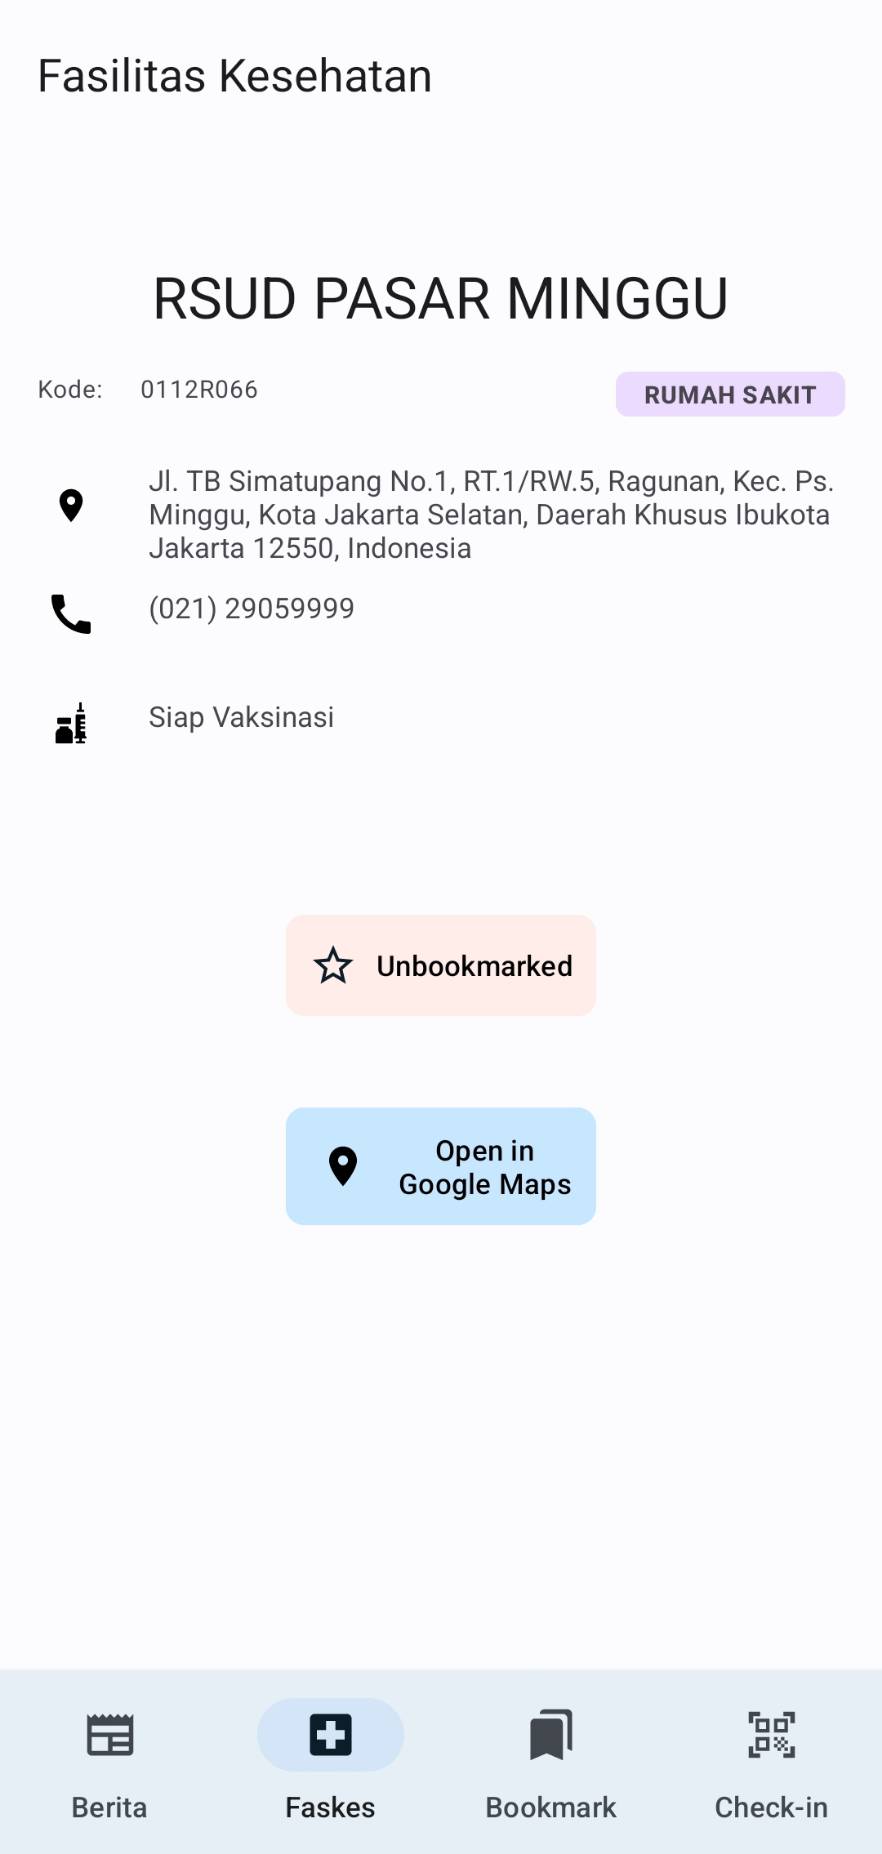 Fasilitas Kesehatan
RSUD PASAR MINGGU
Kode: 0112R066
RUMAH SAKIT
Jl. TB Simatupang No.1, RT.1/RW.5, Ragunan, Kec. Ps.
Minggu, Kota Jakarta Selatan, Daerah Khusus Ibukota
Jakarta 12550, Indonesia
(021) 29059999
Siap Vaksinasi
Unbookmarked
Open in
Google Maps
Berita
Faskes
Bookmark
Check-in